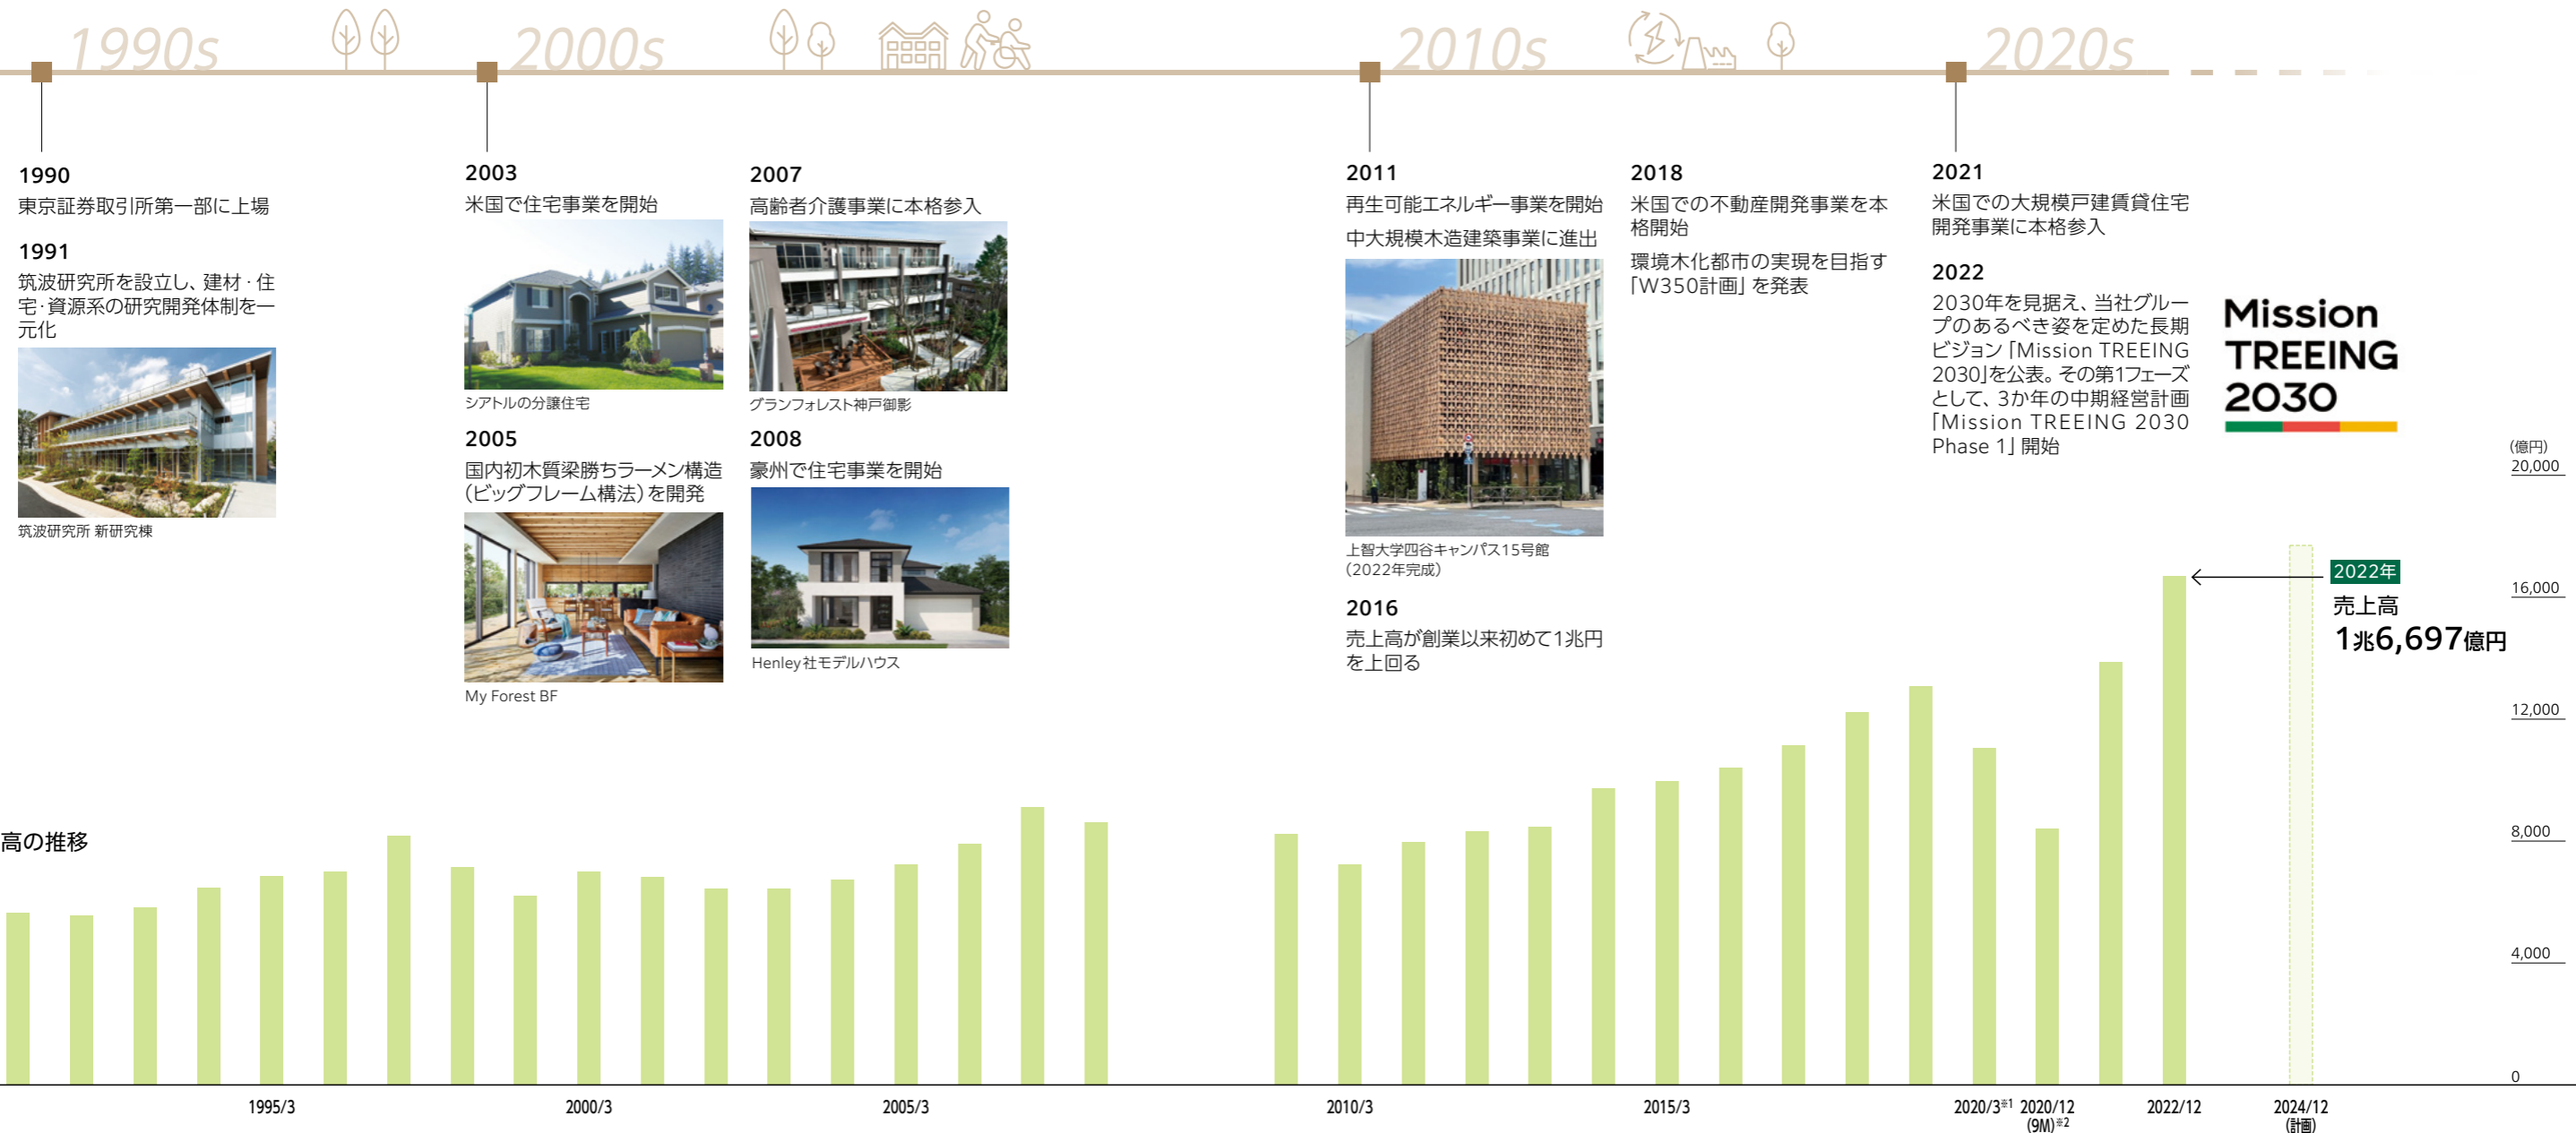 1990s
2000s
2010s
2020s
1990
東京証券取引所第一部に上場
1991
筑波研究所を設立し、建材・住
宅・資源系の研究開発体制を一
元化
筑波研究所 新研究棟
2003
米国で住宅事業を開始
シアトルの分譲住宅
2005
国内初木質梁勝ちラーメン構造
（ビッグフレーム構法）を開発
My Forest BF
2007
高齢者介護事業に本格参入
グランフォレスト神戸御影
2008
豪州で住宅事業を開始
Henley社モデルハウス
2011
再生可能エネルギー事業を開始
中大規模木造建築事業に進出
上智大学四谷キャンパス15号館
（2022年完成）
2016
売上高が創業以来初めて1兆円
を上回る
2018
米国での不動産開発事業を本
格開始
環境木化都市の実現を目指す
「W350計画」を発表
2021
米国での大規模戸建賃貸住宅
開発事業に本格参入
2022
2030年を見据え、当社グルー
プのあるべき姿を定めた長期
ビジョン「Mission TREEING
2030」を公表。その第1フェーズ
として、3か年の中期経営計画
「Mission TREEING 2030
Phase 1」開始
Mission
TREEING
2030
（億円）
20,000
16,000
12,000
8,000
4,000
0
2022年
売上高
1兆6,697億円
高の推移
1995/3
2000/3
2005/3
2010/3
2015/3
2020/3※1
2020/12
(9M)※2
2022/12
2024/12
(計画)